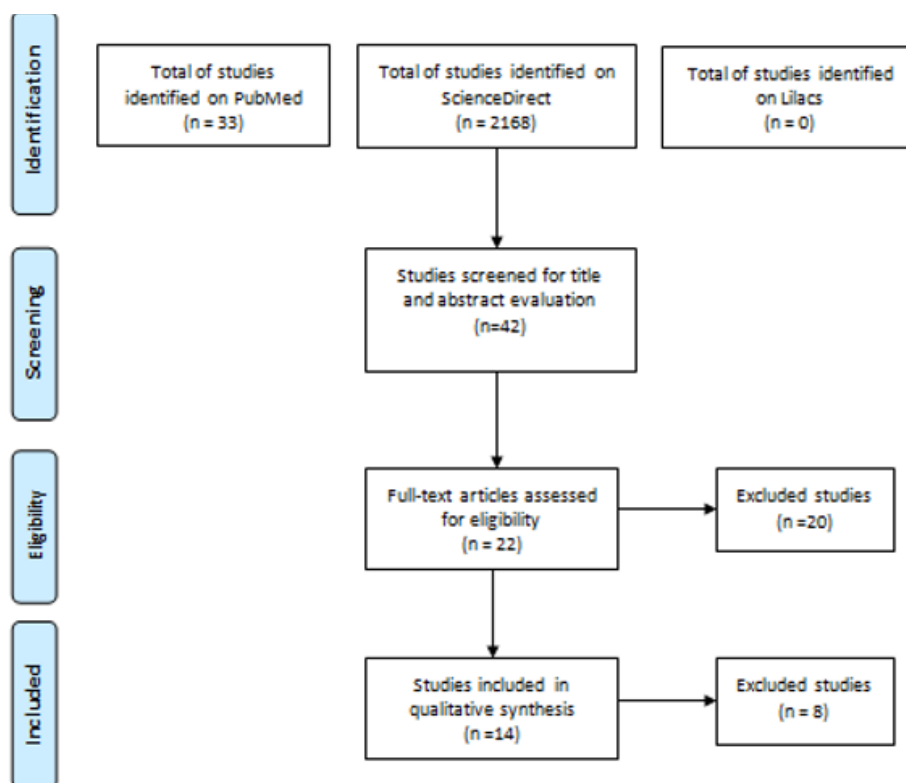 Identification
Total of studies
identified on PubMed
(n = 33)
Total of studies identified on
ScienceDirect
(n = 2168)
Total of studies identified
on Lilacs
(n = 0)
Screening
Studies screened for title
and abstract evaluation
(n=42)
Eligibility
Full-text articles assessed
for eligibility
(n = 22)
Excluded studies
(n =20)
Included
Studies included in
qualitative synthesis
(n =14)
Excluded studies
(n = 8)